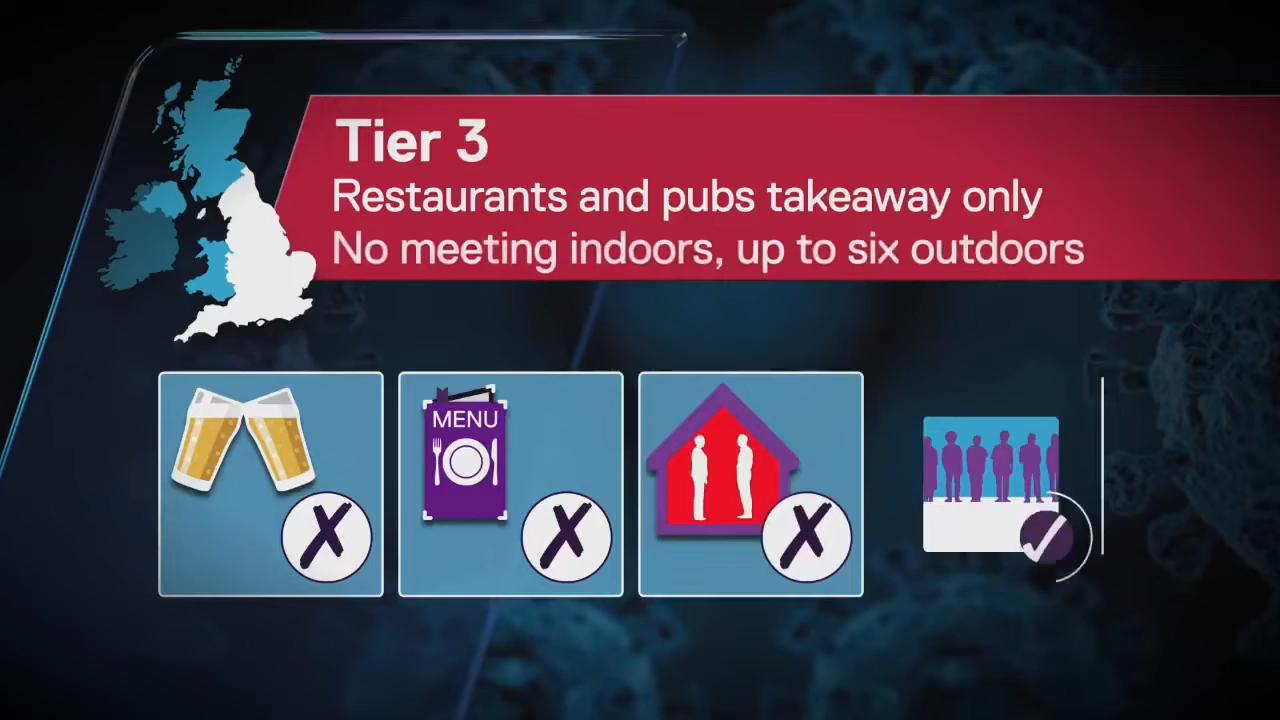 Tier 3
Restaurants and pubs takeaway only
No meeting indoors, up to six outdoors
MENU